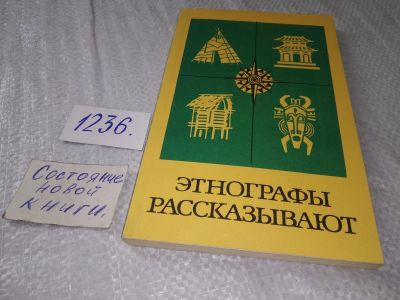 1236.
Состояние
новой
книги.
ЭТНОГРАФЫ
РАССКАЗЫВАЮТ